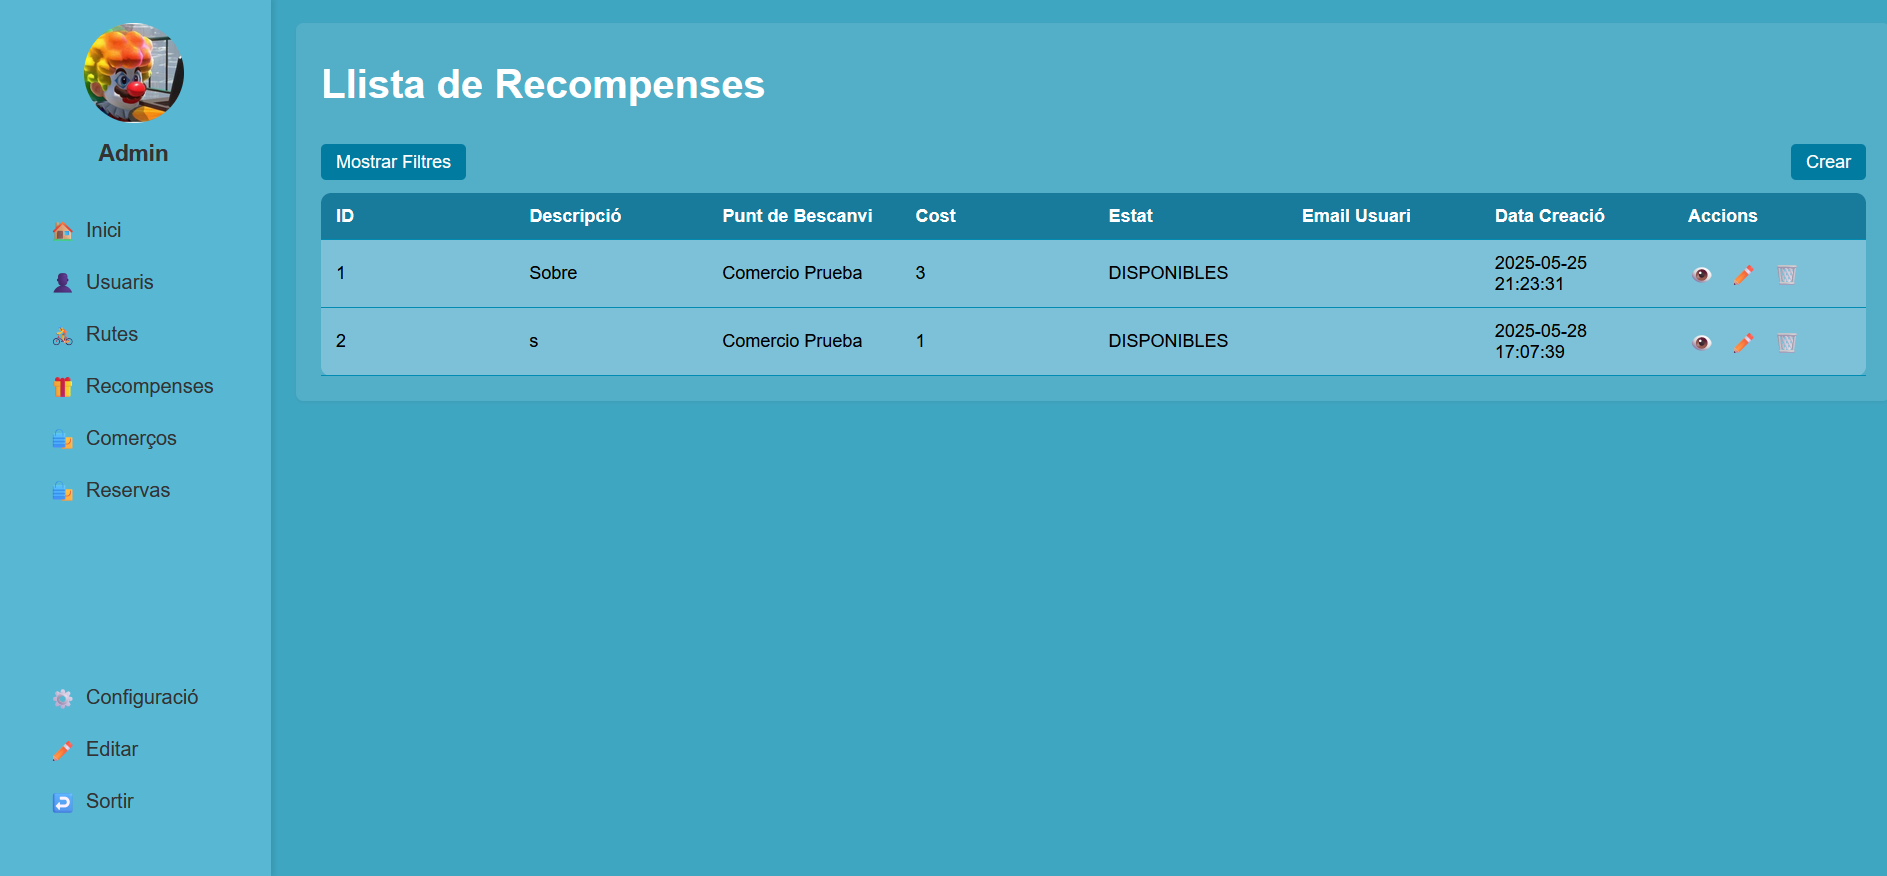 Admin
Inici
Usuaris
Rutes
Recompenses
Comerços
Reservas
Configuració
Editar
Sortir
Llista de Recompenses
Mostrar Filtres
Crear
ID Descripció Punt de Bescanvi Cost Estat Email Usuari Data Creació Accions
1 Sobre Comercio Prueba 3 DISPONIBLES 2025-05-25
21:23:31
2 s Comercio Prueba 1 DISPONIBLES 2025-05-28
17:07:39